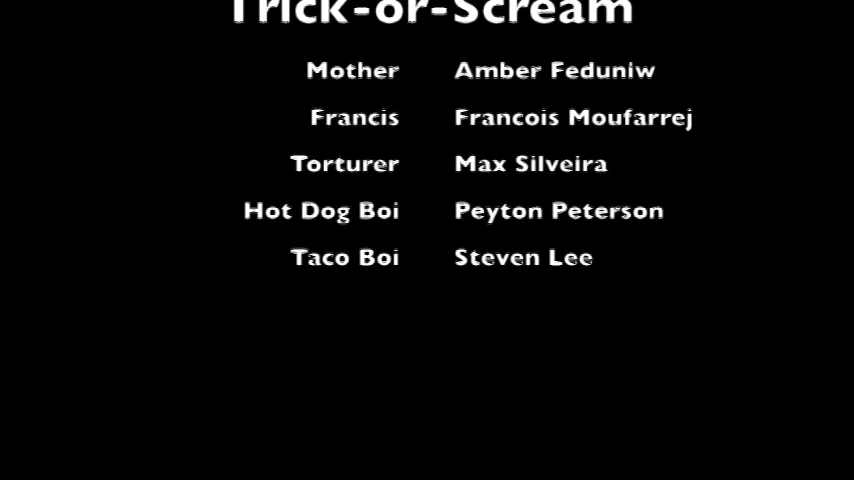 Trick-or-Scream
Mother Amber Feduniw
Francis Francois Moufarrej
Torturer Max Silveira
Hot Dog Boi Peyton Peterson
Taco Boi Steven Lee